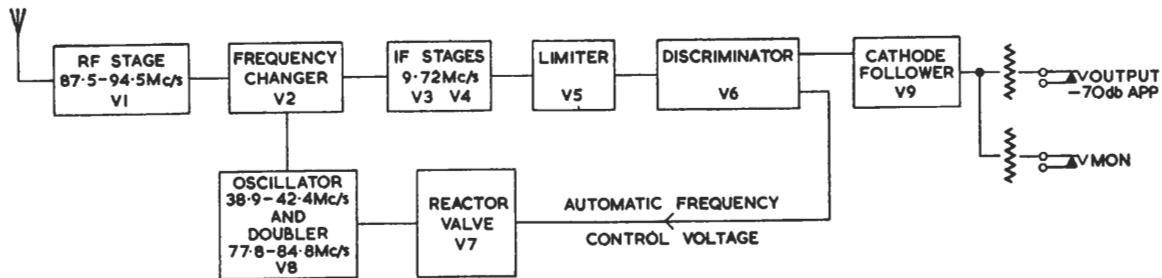 RF STAGE
87·5-94·5Mc/s
V1
FREQUENCY
CHANGER
V2
IF STAGES
9·72Mc/s
V3 V4
LIMITER
V5
DISCRIMINATOR
V6
CATHODE
FOLLOWER
V9
OUTPUT
-70db APP
MON
OSCILLATOR
38·9-42·4Mc/s
AND
DOUBLER
77·8-84·8Mc/s
V8
REACTOR
VALVE
V7
AUTOMATIC FREQUENCY
CONTROL VOLTAGE